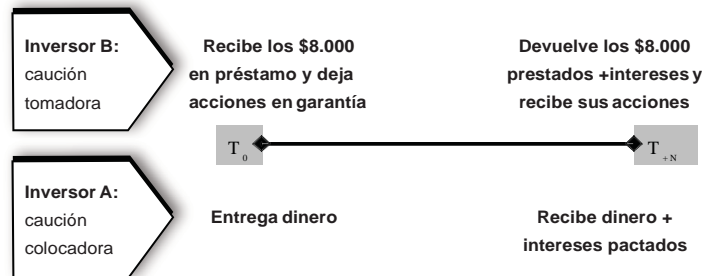 Inversor B:
caución
tomadora
Recibe los $8.000
en préstamo y deja
acciones en garantía
Devuelve los $8.000
prestados +intereses y
recibe sus acciones
T 0
T +N
Inversor A:
caución
colocadora
Entrega dinero
Recibe dinero +
intereses pactados